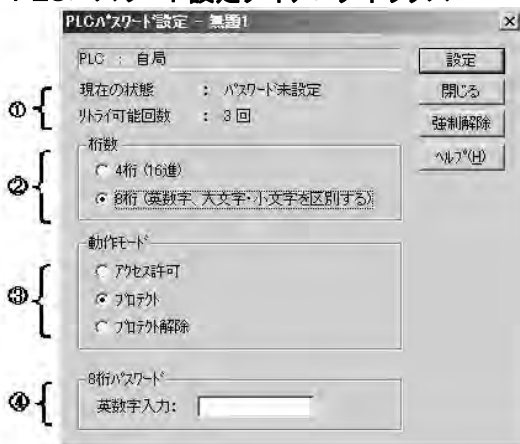 PLCﾊﾟｽﾜｰﾄﾞ設定 - 無題1
PLC : 自局
設定
① 現在の状態 : ﾊﾟｽﾜｰﾄﾞ未設定
閉じる
ﾘﾄﾗｲ可能回数 : 3 回
強制解除
ﾍﾙﾌﾟ(H)
② 桁数
4桁 (16進)
8桁 (英数字、大文字・小文字を区別する)
③ 動作ﾓｰﾄﾞ
ｱｸｾｽ許可
ﾌﾟﾛﾃｸﾄ
ﾌﾟﾛﾃｸﾄ解除
④ 8桁ﾊﾟｽﾜｰﾄﾞ
英数字入力: